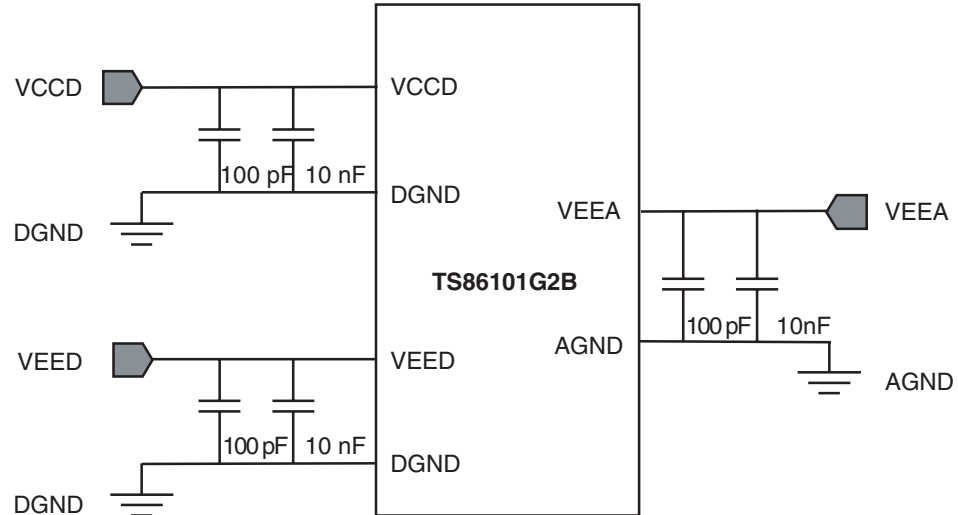 VCCD
VCCD
100 pF 10 nF
DGND
DGND
VEEA
VEEA
TS86101G2B
100 pF 10nF
AGND
AGND
VEED
VEED
100 pF 10 nF
DGND
DGND